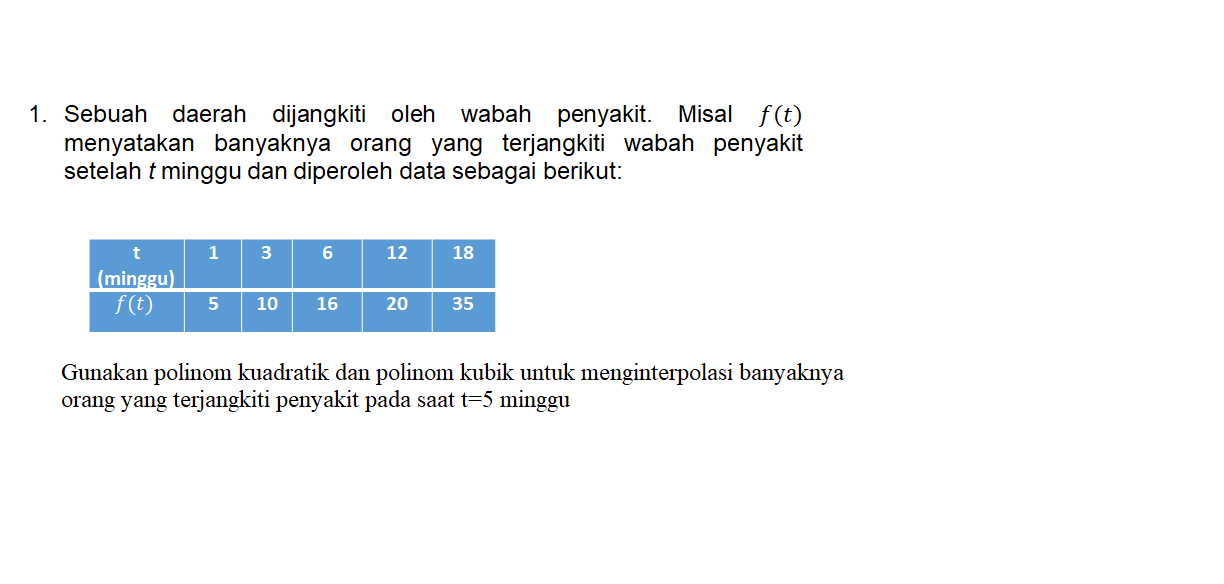 1. Sebuah daerah dijangkiti oleh wabah penyakit. Misal f(t)
menyatakan banyaknya orang yang terjangkiti wabah penyakit
setelah t minggu dan diperoleh data sebagai berikut:
t (minggu) 1 3 6 12 18
f(t) 5 10 16 20 35
Gunakan polinom kuadratik dan polinom kubik untuk menginterpolasi banyaknya
orang yang terjangkiti penyakit pada saat t=5 minggu